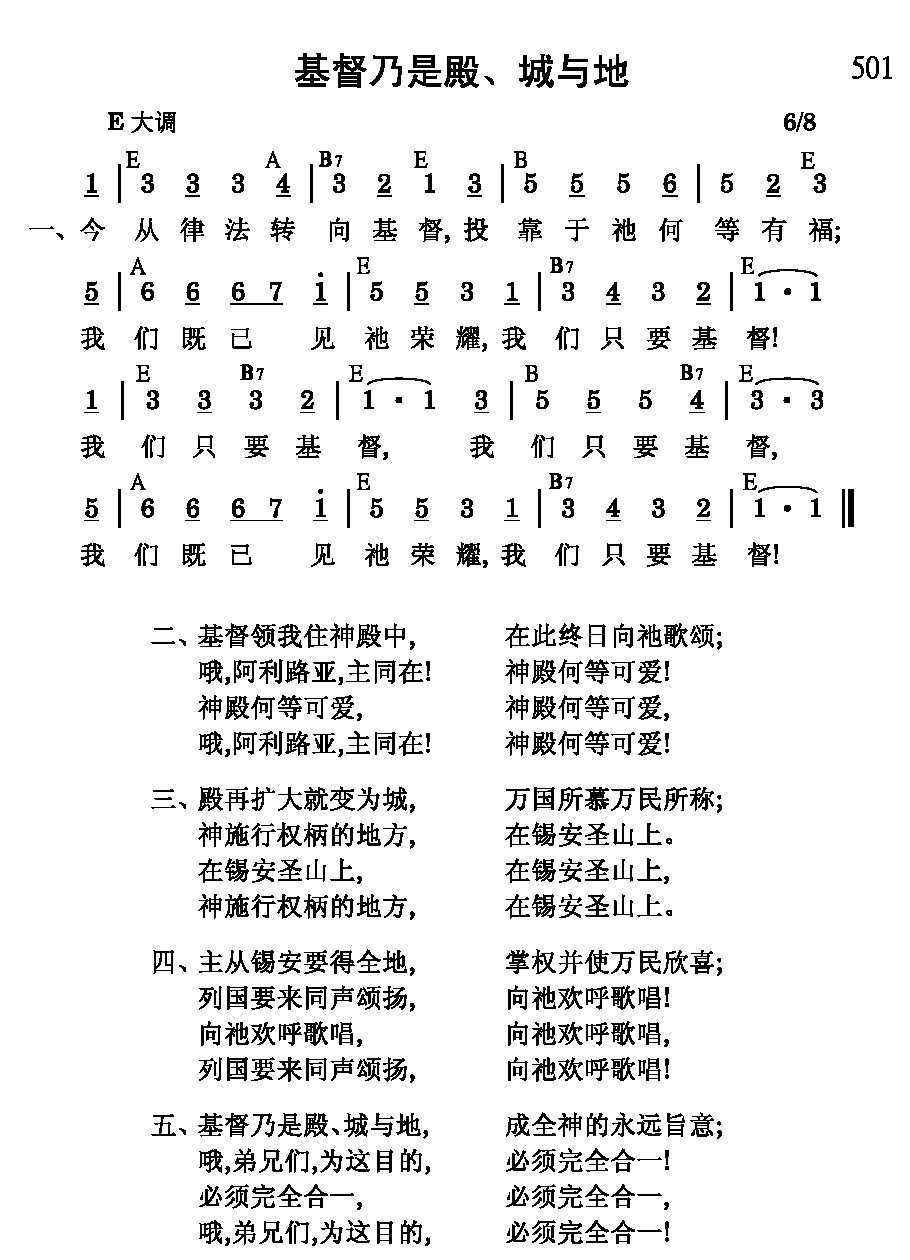 基督乃是殿、城与地 501
E 大调 6/8
E A B7 E B E
1 | 3 3 3 4 | 3 2 1 3 | 5 5 5 6 | 5 2 3
一、今 从 律 法 转 向 基 督, 投 靠 于 祂 何 等 有 福;
A E B7 E
5 | 6 6 6 7 i | 5 5 3 1 | 3 4 3 2 | 1 · 1
我 们 既 已 见 祂 荣 耀, 我 们 只 要 基 督!
E B7 E B B7 E
1 | 3 3 3 2 | 1 · 1 3 | 5 5 5 4 | 3 · 3
我 们 只 要 基 督, 我 们 只 要 基 督,
A E B7 E
5 | 6 6 6 7 i | 5 5 3 1 | 3 4 3 2 | 1 · 1 ‖
我 们 既 已 见 祂 荣 耀, 我 们 只 要 基 督!
二、基督领我住神殿中, 在此终日向祂歌颂;
哦,阿利路亚,主同在! 神殿何等可爱!
神殿何等可爱, 神殿何等可爱,
哦,阿利路亚,主同在! 神殿何等可爱!
三、殿再扩大就变为城, 万国所慕万民所称;
神施行权柄的地方, 在锡安圣山上。
在锡安圣山上, 在锡安圣山上,
神施行权柄的地方, 在锡安圣山上。
四、主从锡安要得全地, 掌权并使万民欣喜;
列国要来同声颂扬, 向祂欢呼歌唱!
向祂欢呼歌唱, 向祂欢呼歌唱,
列国要来同声颂扬, 向祂欢呼歌唱!
五、基督乃是殿、城与地, 成全神的永远旨意;
哦,弟兄们,为这目的, 必须完全合一!
必须完全合一, 必须完全合一,
哦,弟兄们,为这目的, 必须完全合一!